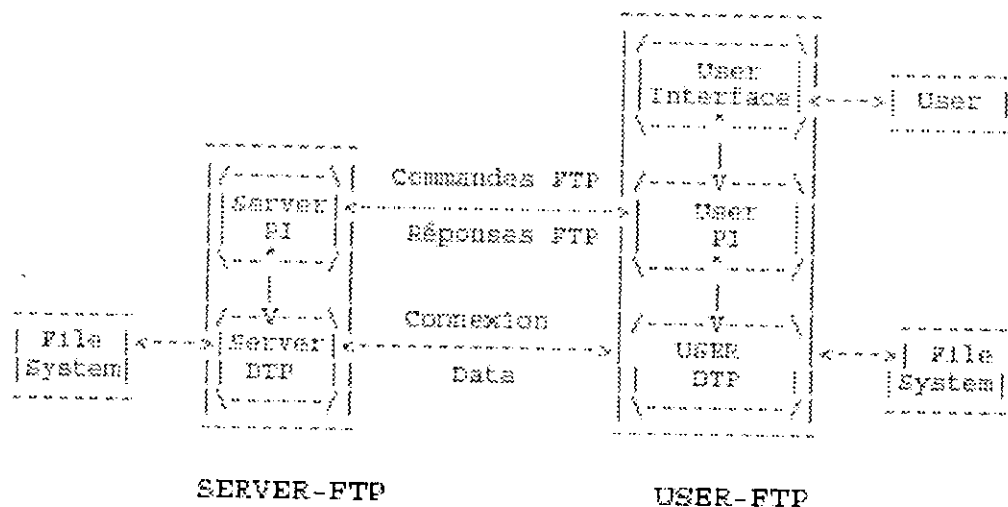 User
Interface
User
Commandes FTP
Server
PI
User
PI
Réponses FTP
Connexion
File
System
Server
DTP
USER
DTP
File
System
Data
SERVER-FTP
USER-FTP